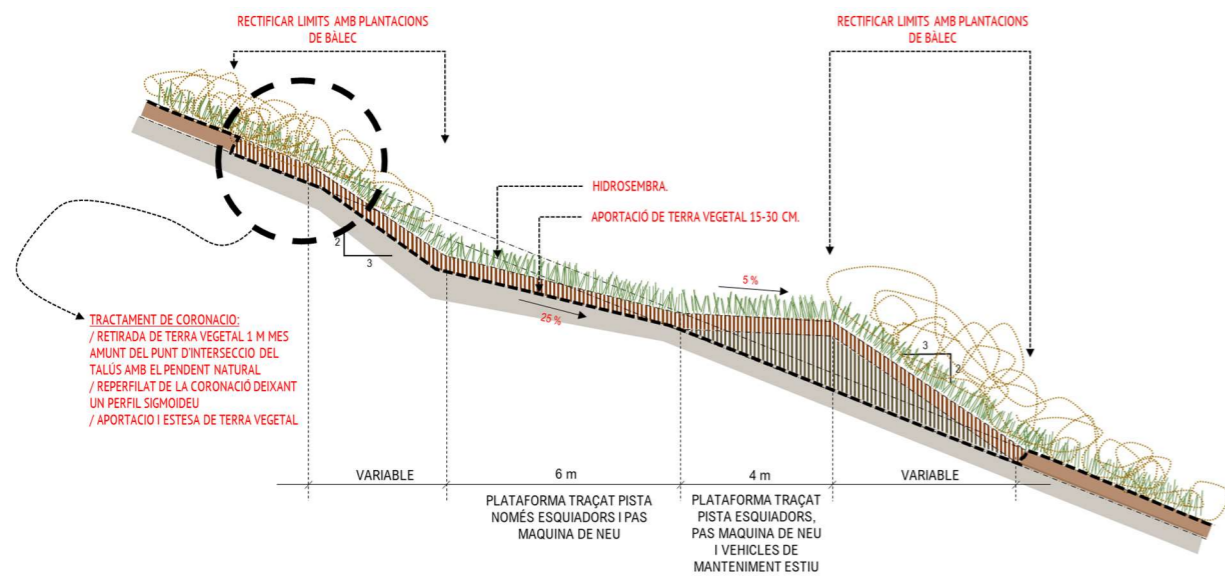 RECTIFICAR LIMITS AMB PLANTACIONS
DE BÀLEC
RECTIFICAR LIMITS AMB PLANTACIONS
DE BÀLEC
HIDROSEMBRA.
APORTACIÓ DE TERRA VEGETAL 15-30 CM.
2
3
5 %
25 %
3
2
TRACTAMENT DE CORONACIO:
/ RETIRADA DE TERRA VEGETAL 1 M MES
AMUNT DEL PUNT D'INTERSECCIO DEL
TALÚS AMB EL PENDENT NATURAL
/ REPERFILAT DE LA CORONACIÓ DEIXANT
UN PERFIL SIGMOIDEU
/ APORTACIO I ESTESA DE TERRA VEGETAL
VARIABLE
6 m
4 m
VARIABLE
PLATAFORMA TRAÇAT PISTA
NOMÉS ESQUIADORS I PAS
MAQUINA DE NEU
PLATAFORMA TRAÇAT
PISTA ESQUIADORS,
PAS MAQUINA DE NEU
I VEHICLES DE
MANTENIMENT ESTIU